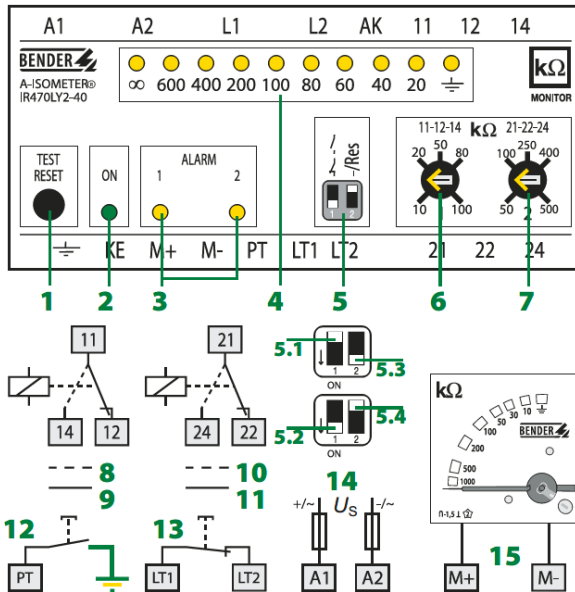 A1 A2 L1 L2 AK 11 12 14
BENDER
A-ISOMETER®
IR470LY2-40
∞ 600 400 200 100 80 60 40 20
kΩ
MONITOR
TEST
RESET
ON
ALARM
1 2
-/Res
1 2
11-12-14 kΩ 21-22-24
20 50 80
10 1 100
100 250 400
50 2 500
KE M+ M- PT LT1 LT2 21 22 24
1 2 3 4 5 6 7
11
14 12
21
24 22
8
9
10
11
5.1
5.3
1 2
ON
5.2
5.4
1 2
ON
12
PT
13
LT1 LT2
14
+/~ US -/~
A1 A2
kΩ
1000 500 200 100 50 30 10
BENDER
15
M+ M-